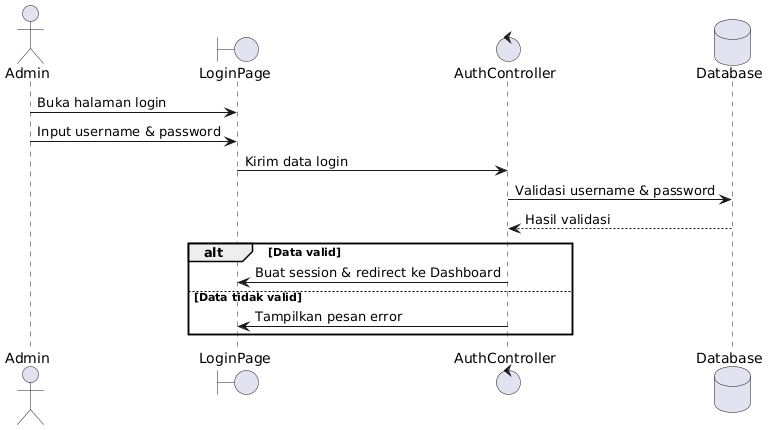 Admin
LoginPage
AuthController
Database
Buka halaman login
Input username & password
Kirim data login
Validasi username & password
Hasil validasi
alt
[Data valid]
Buat session & redirect ke Dashboard
[Data tidak valid]
Tampilkan pesan error
Admin
LoginPage
AuthController
Database